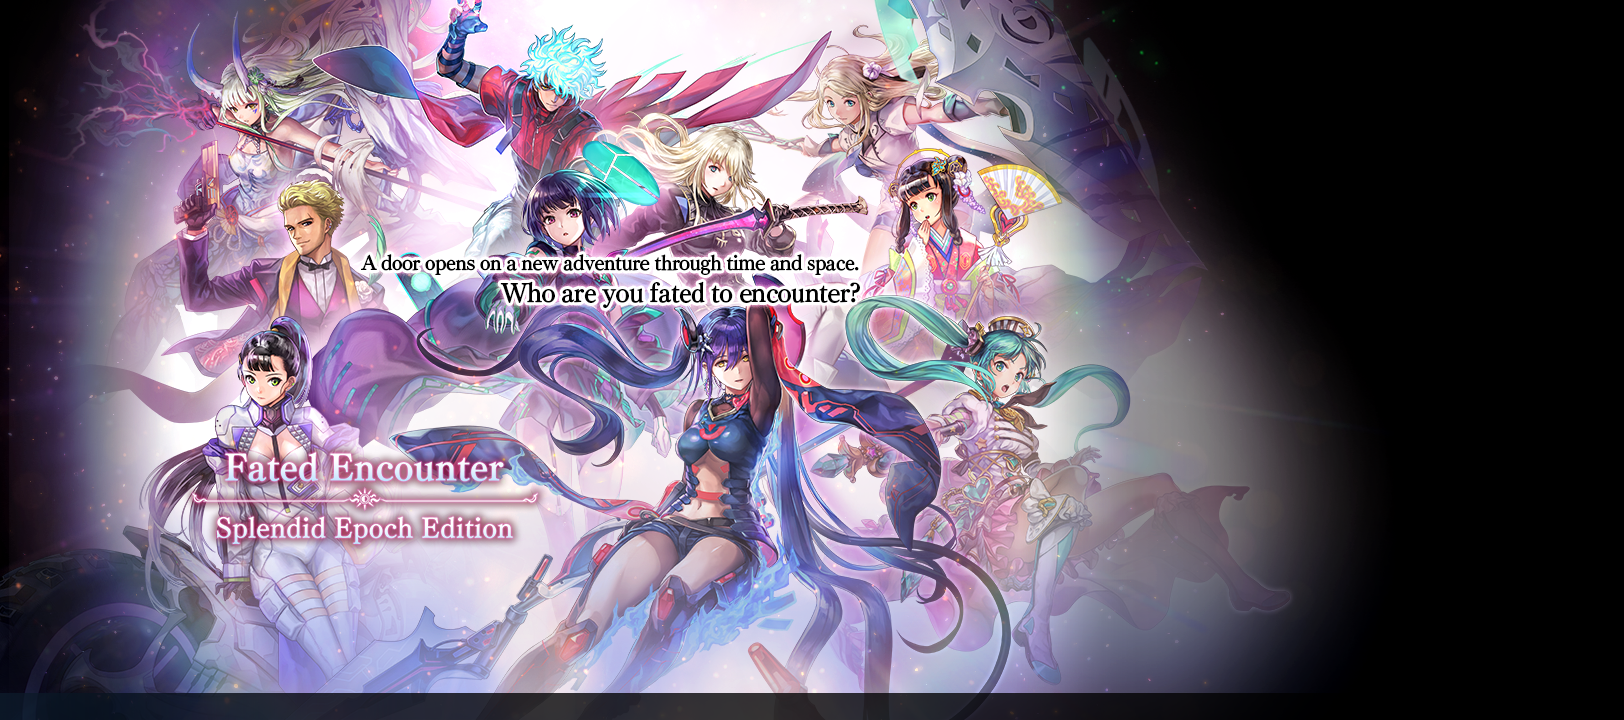 A door opens on a new adventure through time and space.
Who are you fated to encounter?
Fated Encounter
Splendid Epoch Edition